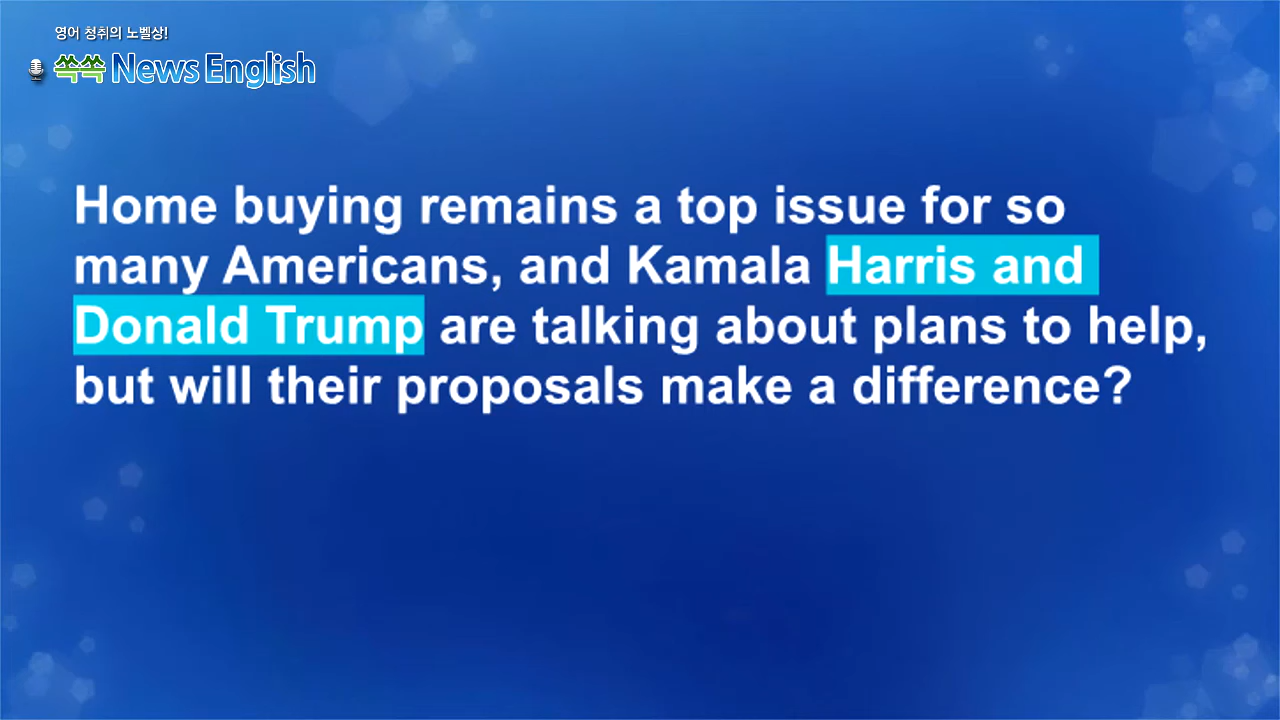 영어 청취의 노벨상!
쏙쏙 News English
Home buying remains a top issue for so
many Americans, and Kamala Harris and
Donald Trump are talking about plans to help,
but will their proposals make a difference?